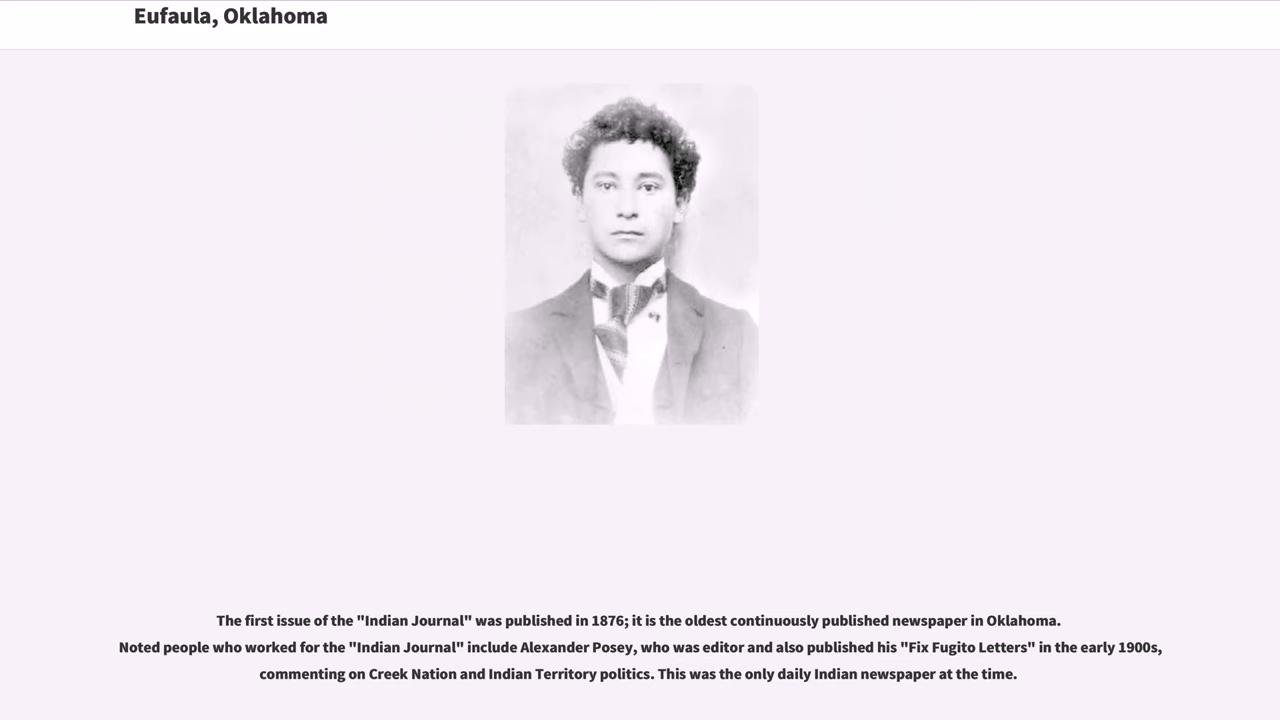 Eufaula, Oklahoma
The first issue of the "Indian Journal" was published in 1876; it is the oldest continuously published newspaper in Oklahoma.
Noted people who worked for the "Indian Journal" include Alexander Posey, who was editor and also published his "Fix Fugito Letters" in the early 1900s,
commenting on Creek Nation and Indian Territory politics. This was the only daily Indian newspaper at the time.